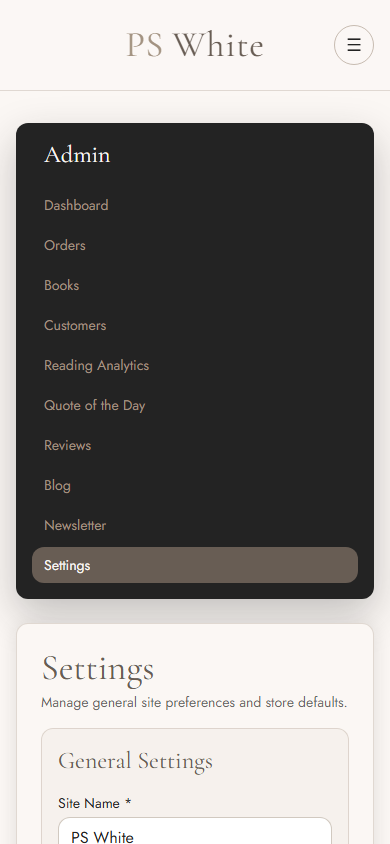 PS White
Admin
Dashboard
Orders
Books
Customers
Reading Analytics
Quote of the Day
Reviews
Blog
Newsletter
Settings
Settings
Manage general site preferences and store defaults.
General Settings
Site Name *
PS White